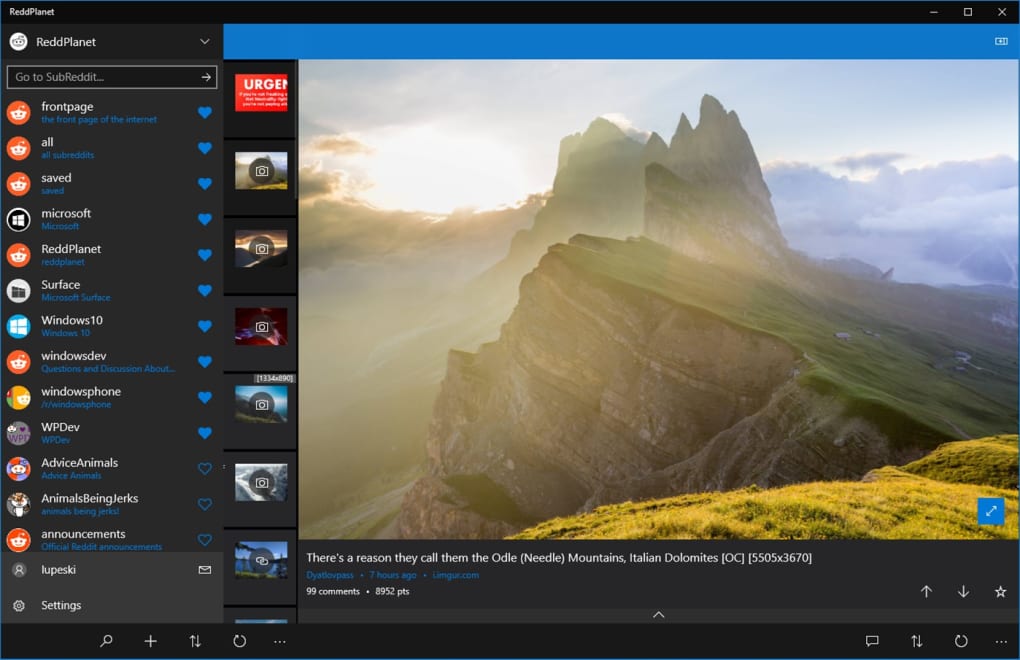 ReddPlanet
ReddPlanet
Go to SubReddit...
frontpage
the front page of the internet
all
all subreddits
saved
saved
microsoft
Microsoft
ReddPlanet
reddplanet
Surface
Microsoft Surface
Windows10
Windows 10
windowsdev
Questions and Discussion About...
windowsphone
/r/windowsphone
WPDev
WPDev
AdviceAnimals
Advice Animals
AnimalsBeingJerks
animals being jerks!
announcements
Official Reddit announcements
lupeski
Settings
URGEN
[1334x890]
There's a reason they call them the Odle (Needle) Mountains, Italian Dolomites [OC] [5505x3670]
Dyatlovpass • 7 hours ago • i.imgur.com
99 comments • 8952 pts